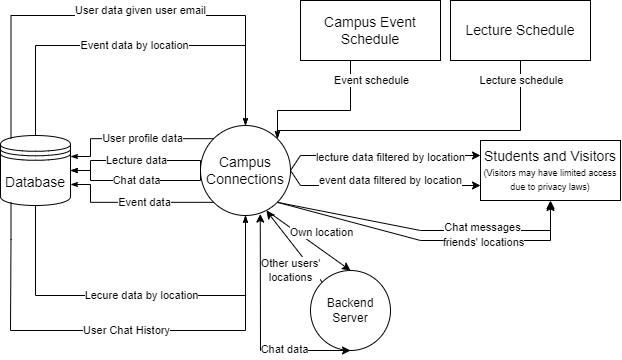 User data given user email
Event data by location
Campus Event
Schedule
Lecture Schedule
Event schedule
Lecture schedule
User profile data
Lecture data
Chat data
Event data
Database
Campus
Connections
lecture data filtered by location
event data filtered by location
Students and Visitors
(Visitors may have limited access
due to privacy laws)
Chat messages
friends' locations
Own location
Other users'
locations
Backend
Server
Lecure data by location
User Chat History
Chat data